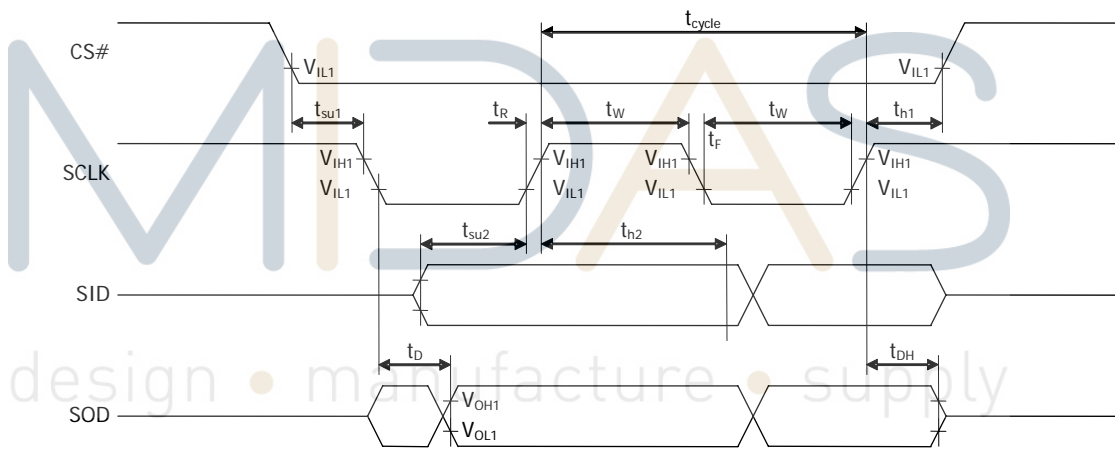 t_cycle
CS#
V_IL1 V_IL1
t_su1 t_R t_W t_W t_h1
t_F
SCLK
V_IH1 V_IH1 V_IH1
V_IL1 V_IL1 V_IL1 V_IL1
MIDAS
t_su2 t_h2
SID
t_D t_DH
design • manufacture • supply
SOD
V_OH1
V_OL1